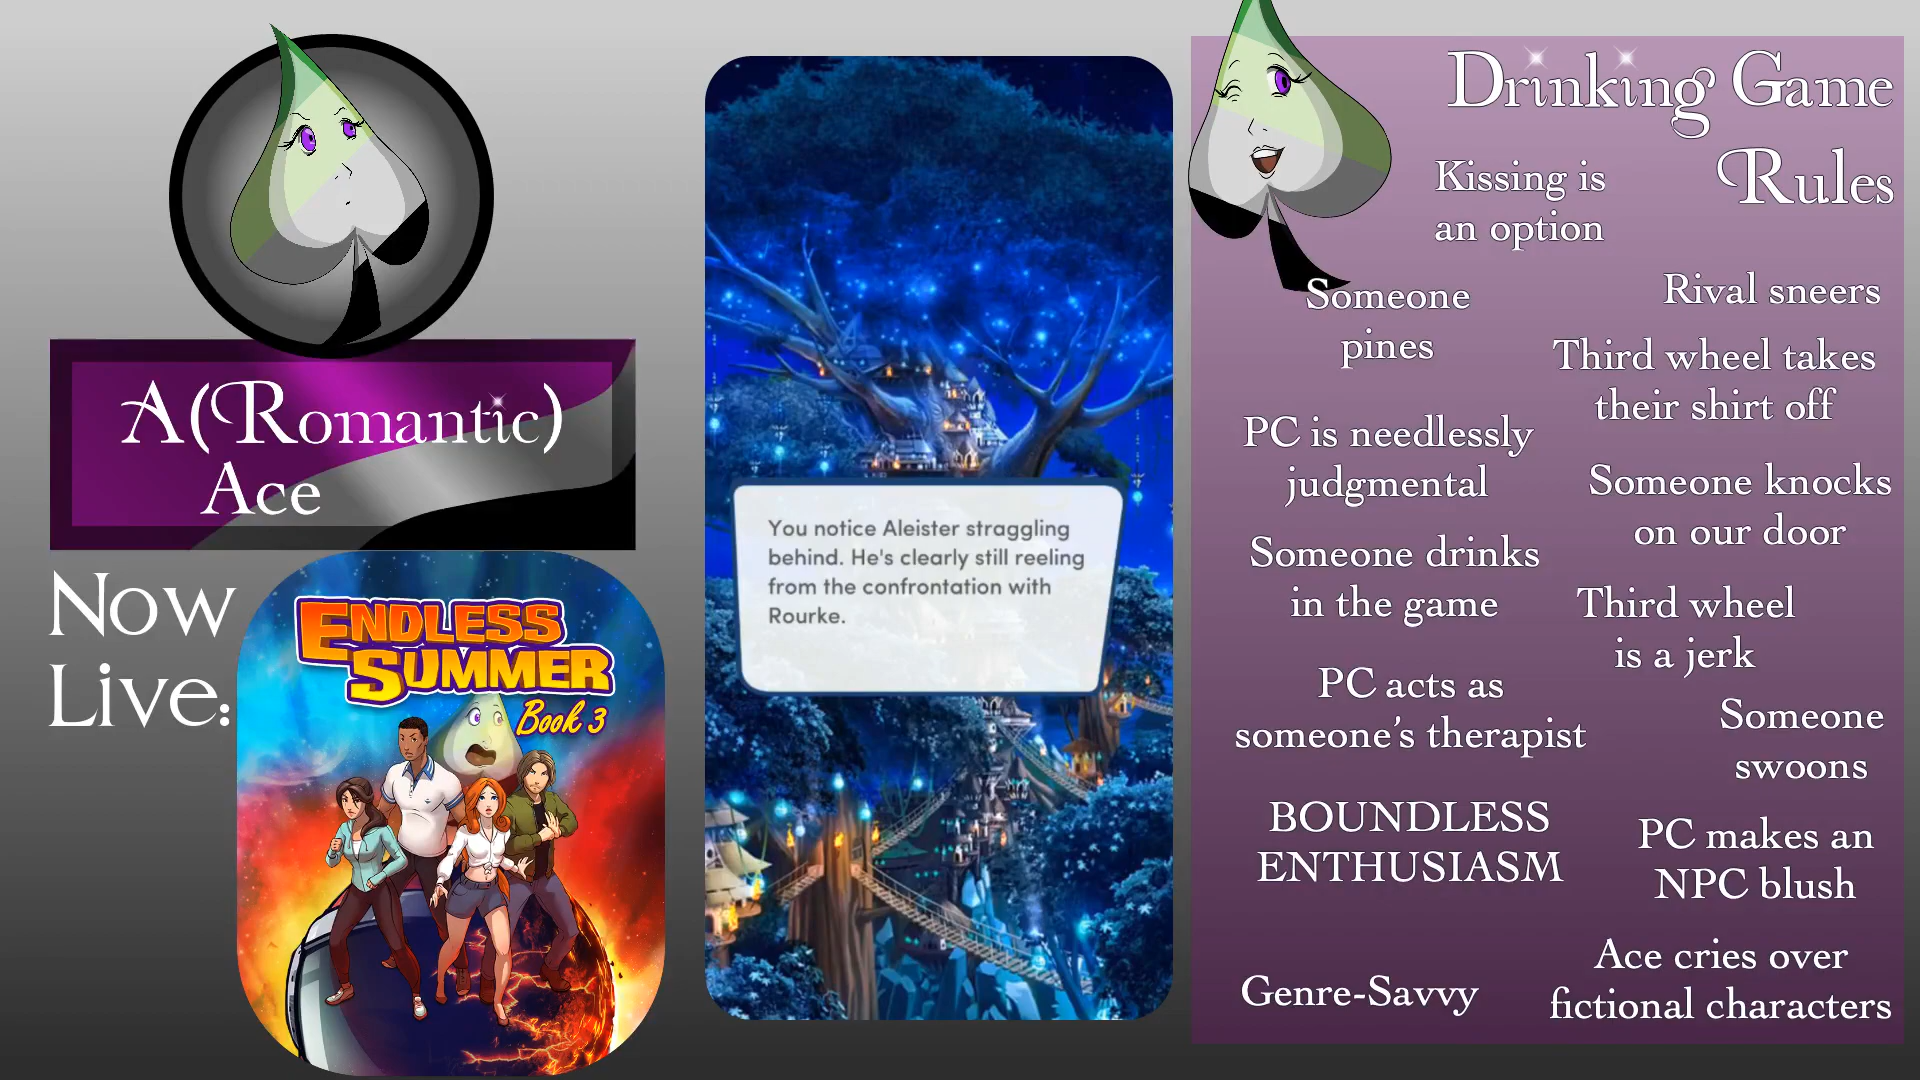 A(Romantic)
Ace
Now
Live:
ENDLESS
SUMMER
Book 3
You notice Aleister straggling
behind. He's clearly still reeling
from the confrontation with
Rourke.
Drinking Game
Rules
Kissing is
an option
Rival sneers
Someone
pines
Third wheel takes
their shirt off
PC is needlessly
judgmental
Someone knocks
on our door
Someone drinks
in the game
Third wheel
is a jerk
PC acts as
someone's therapist
Someone
swoons
BOUNDLESS
ENTHUSIASM
PC makes an
NPC blush
Genre-Savvy
Ace cries over
fictional characters